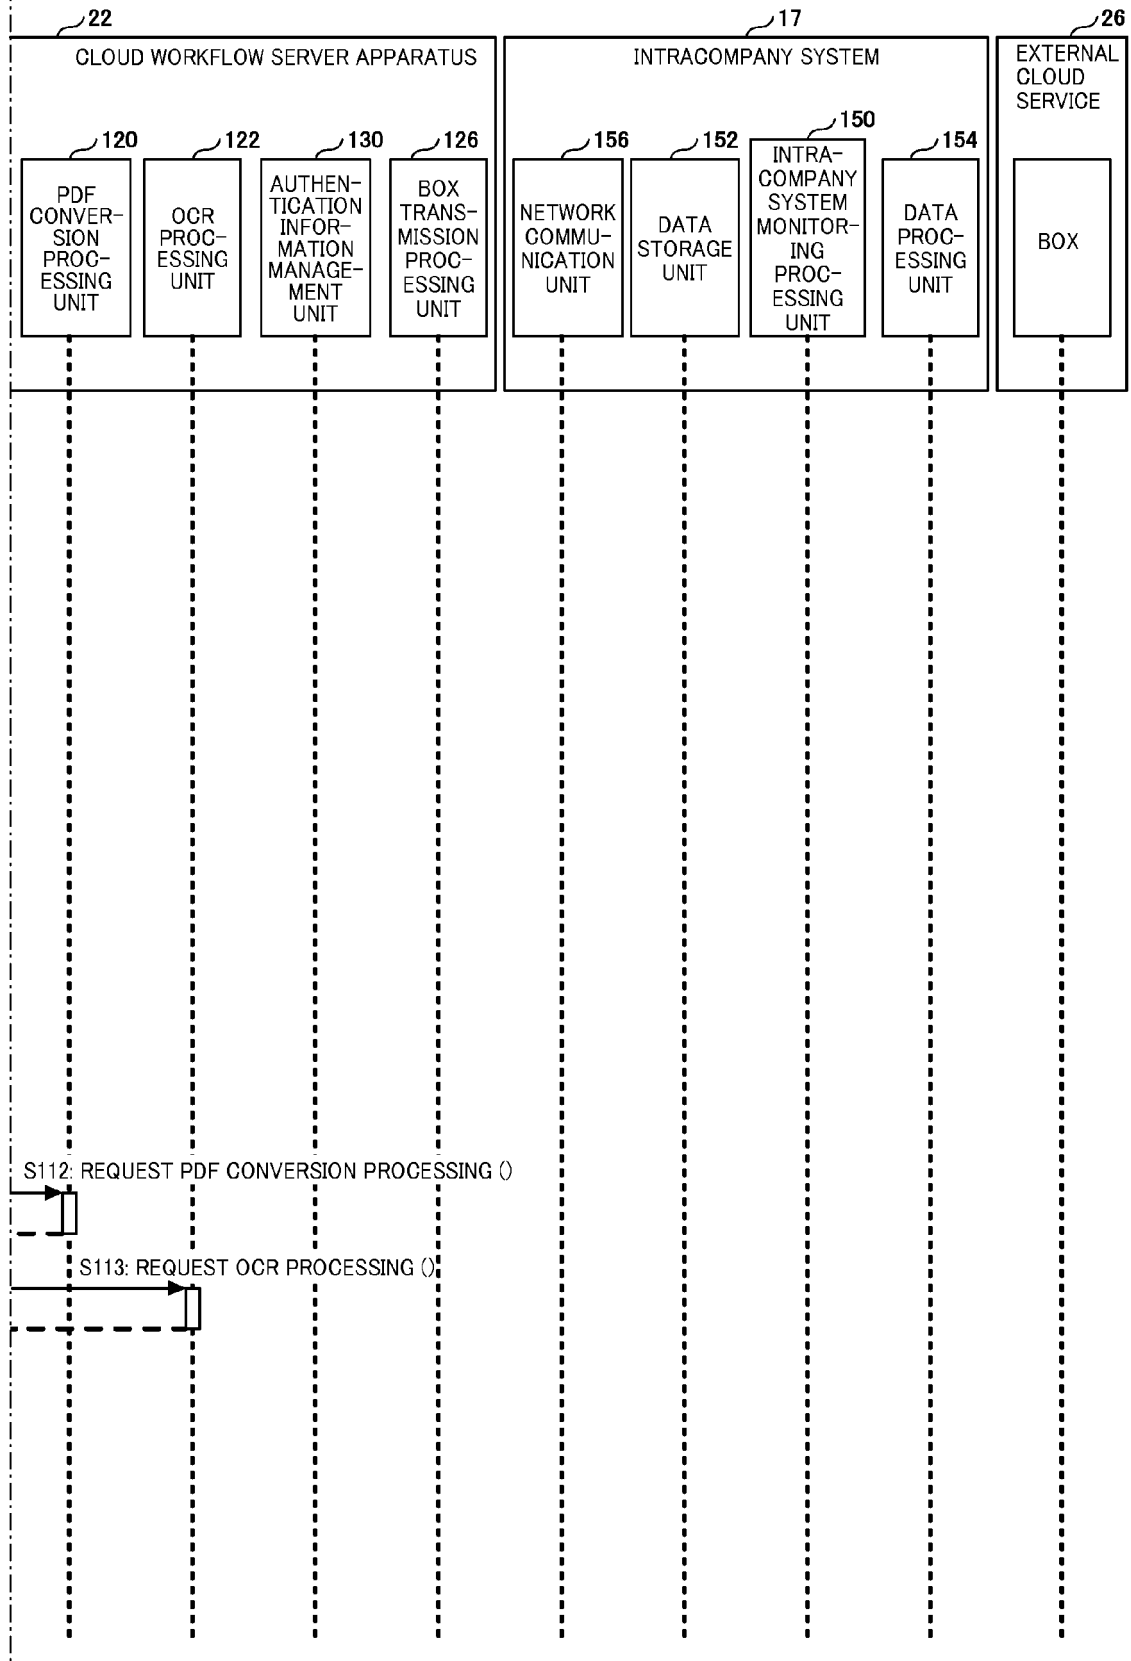 22
17
26
CLOUD WORKFLOW SERVER APPARATUS
INTRACOMPANY SYSTEM
EXTERNAL
CLOUD
SERVICE
120
122
130
126
156
152
150
154
PDF
CONVER-
SION
PROC-
ESSING
UNIT
OCR
PROC-
ESSING
UNIT
AUTHEN-
TICATION
INFOR-
MATION
MANAGE-
MENT
UNIT
BOX
TRANS-
MISSION
PROC-
ESSING
UNIT
NETWORK
COMMU-
NICATION
UNIT
DATA
STORAGE
UNIT
INTRA-
COMPANY
SYSTEM
MONITOR-
ING
PROC-
ESSING
UNIT
DATA
PROC-
ESSING
UNIT
BOX
S112: REQUEST PDF CONVERSION PROCESSING ()
S113: REQUEST OCR PROCESSING ()